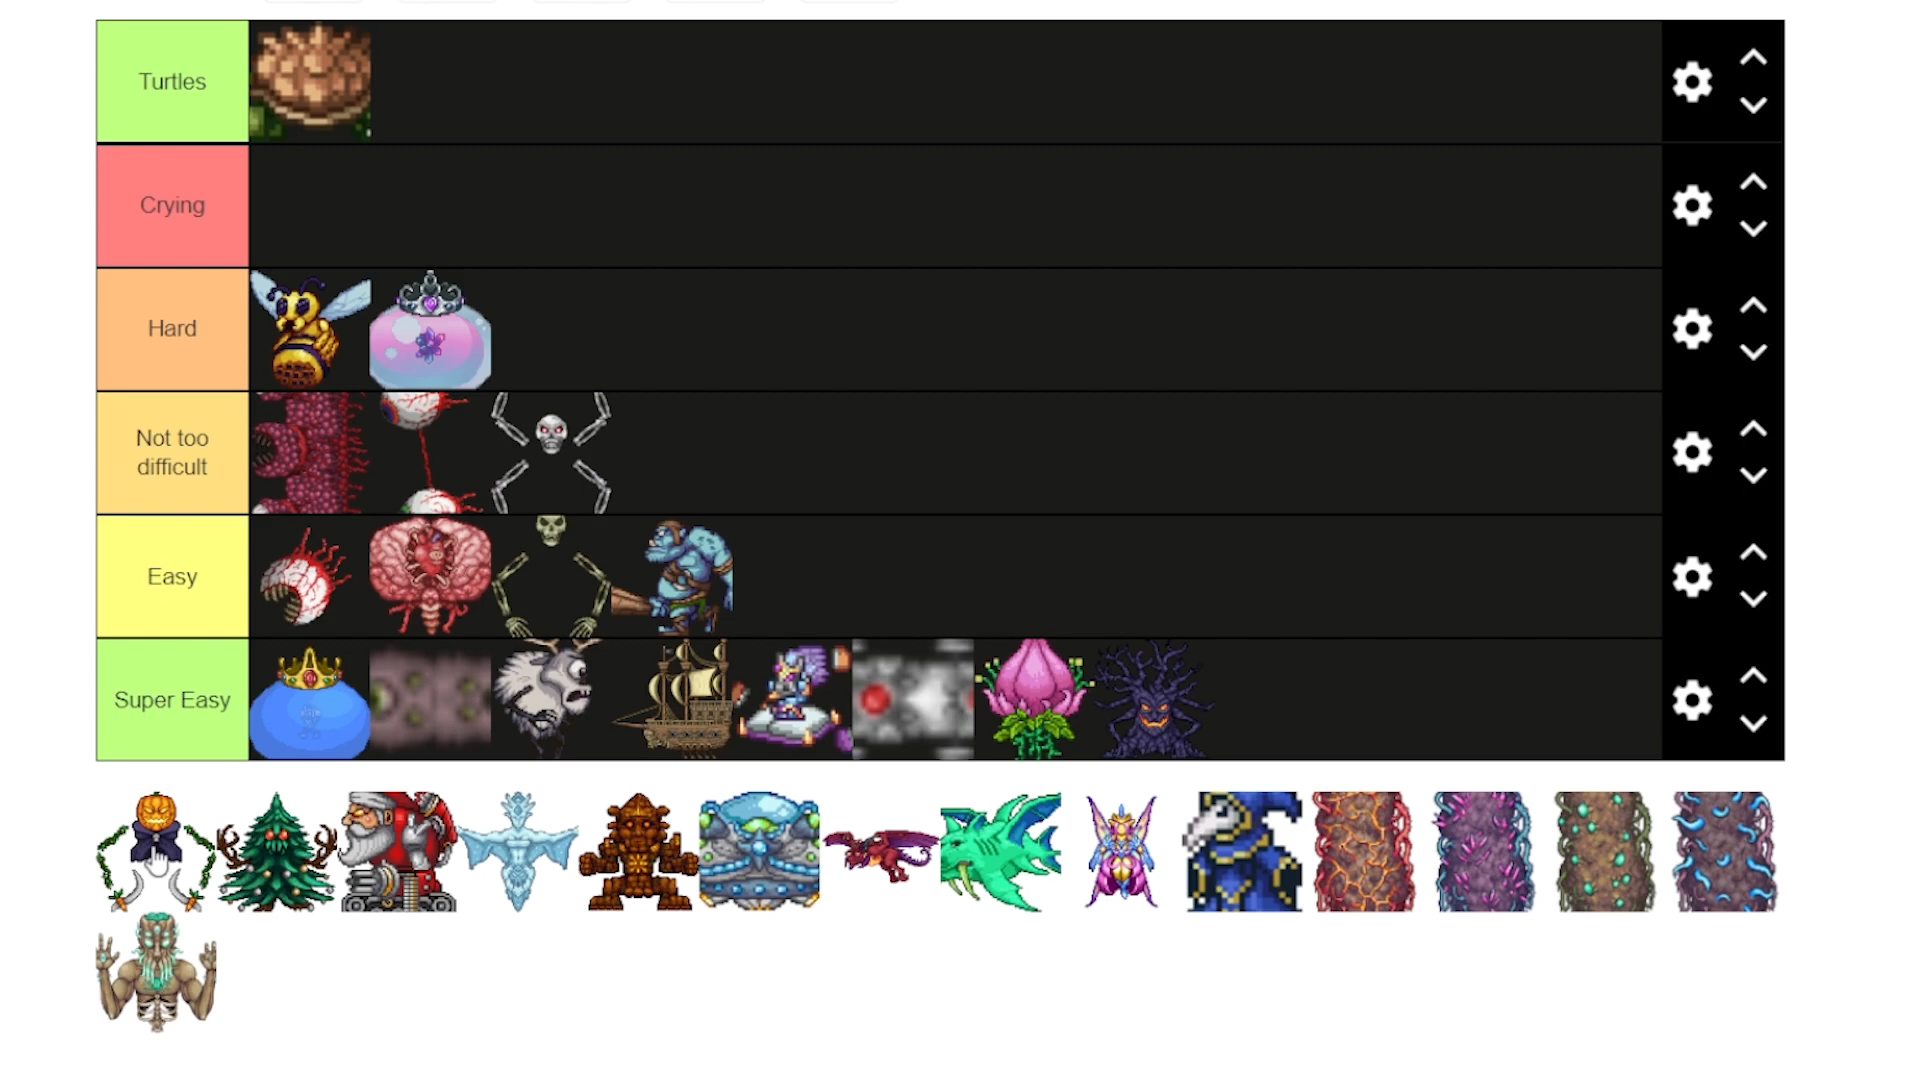 Turtles
Crying
Hard
Not too
difficult
Easy
Super Easy